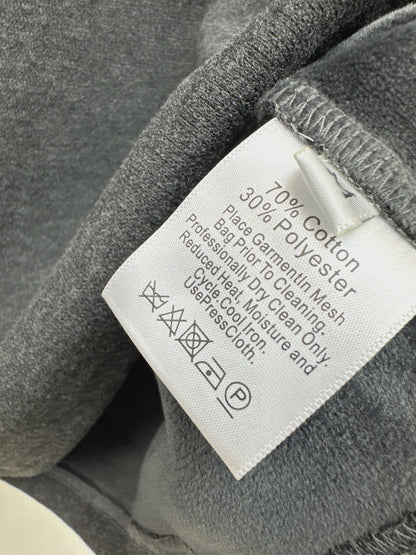 70% Cotton
30% Polyester
Place GarmentIn Mesh
Bag Prior To Cleaning.
Professionally Dry Clean Only.
Reduced Heat, Moisture and
Cycle.Cool Iron.
UsePressCloth.
P